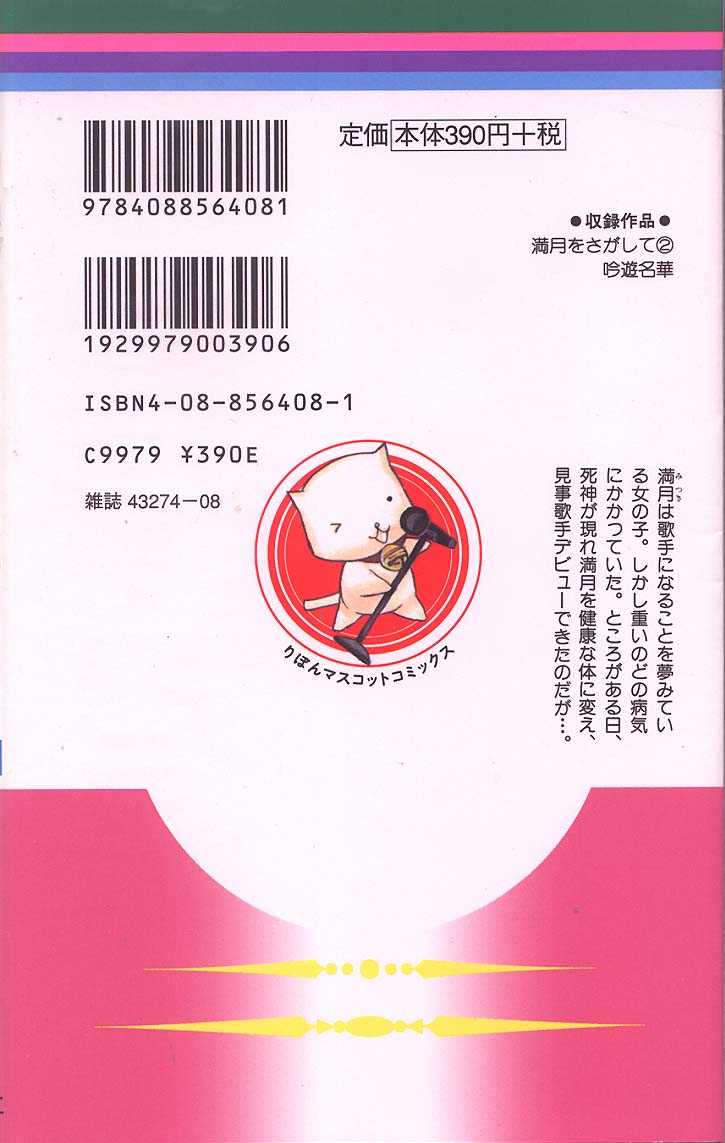 9784088564081
定価 本体390円+税
●収録作品●
満月をさがして②
吟遊名華
1929979003906
ISBN4-08-856408-1
C9979 ¥390E
雑誌 43274-08
満月は歌手になることを夢みてい
みつき
る女の子。しかし重いのどの病気
にかかつていた。ところがある日、
死神が現れ満月を健康な体に変え、
見事歌手デビューできたのだが…。
りぼんマスコットコミックス